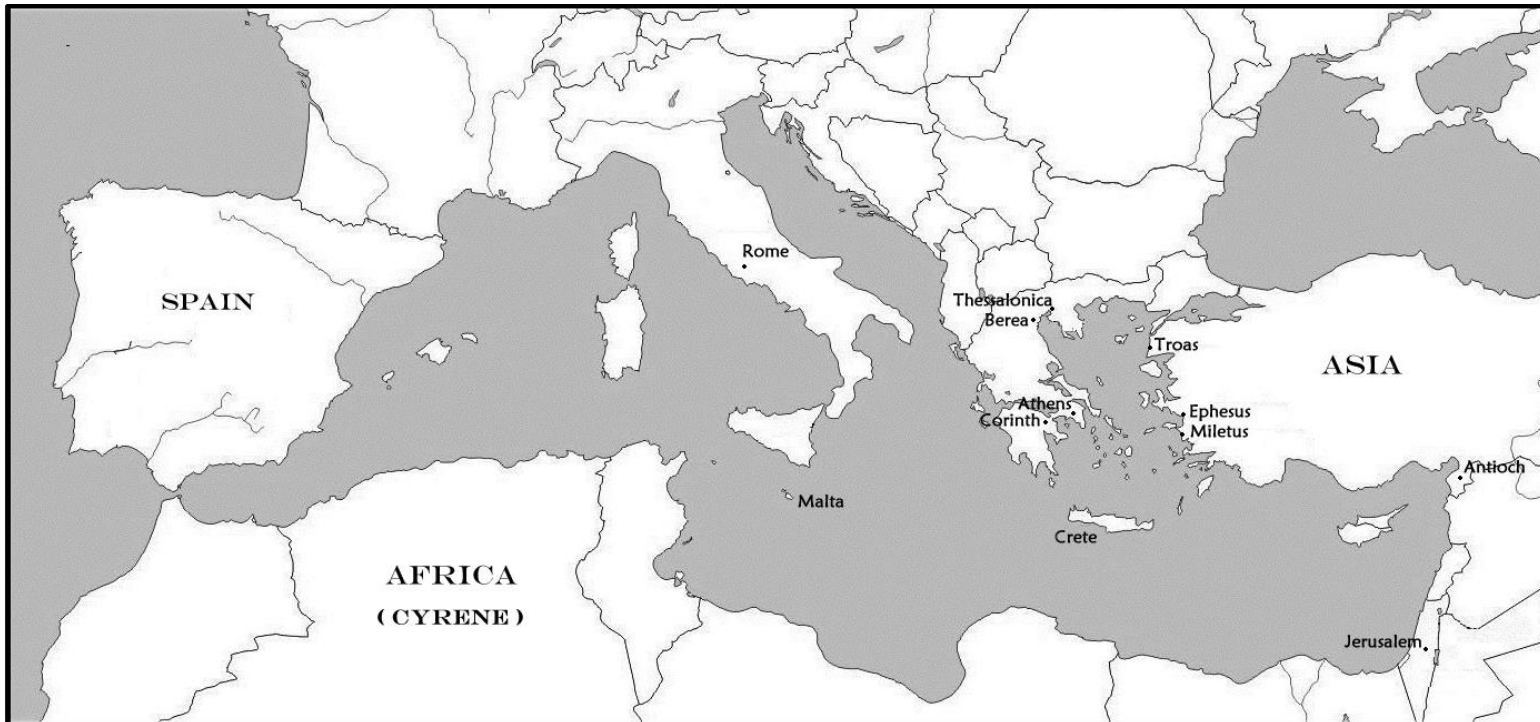 Rome
SPAIN
Thessalonica
Berea
Troas
ASIA
Athens
Corinth
Ephesus
Miletus
Antioch
Malta
Crete
AFRICA
( CYRENE )
Jerusalem